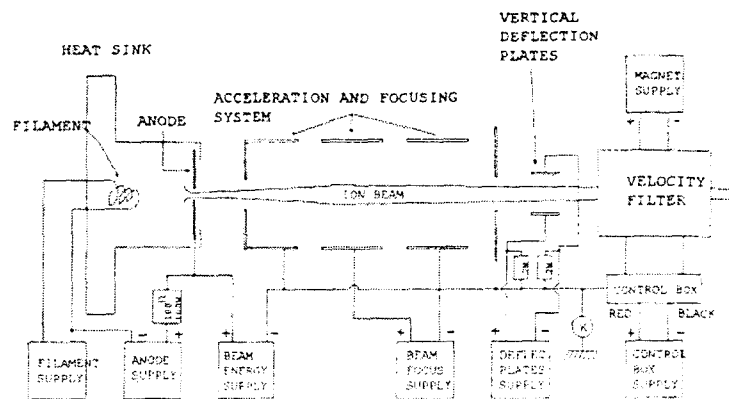 VERTICAL
DEFLECTION
PLATES
HEAT SINK
MAGNET
SUPPLY
ACCELERATION AND FOCUSING
SYSTEM
FILAMENT
ANODE
+ -
ION BEAM
VELOCITY
FILTER
CONTROL BOX
RED
BLACK
- +
+ -
+ -
+ -
+ -
K
FILAMENT
SUPPLY
ANODE
SUPPLY
BEAM
ENERGY
SUPPLY
BEAM
FOCUS
SUPPLY
DEFLEC.
PLATES
SUPPLY
CONTROL
BOX
SUPPLY